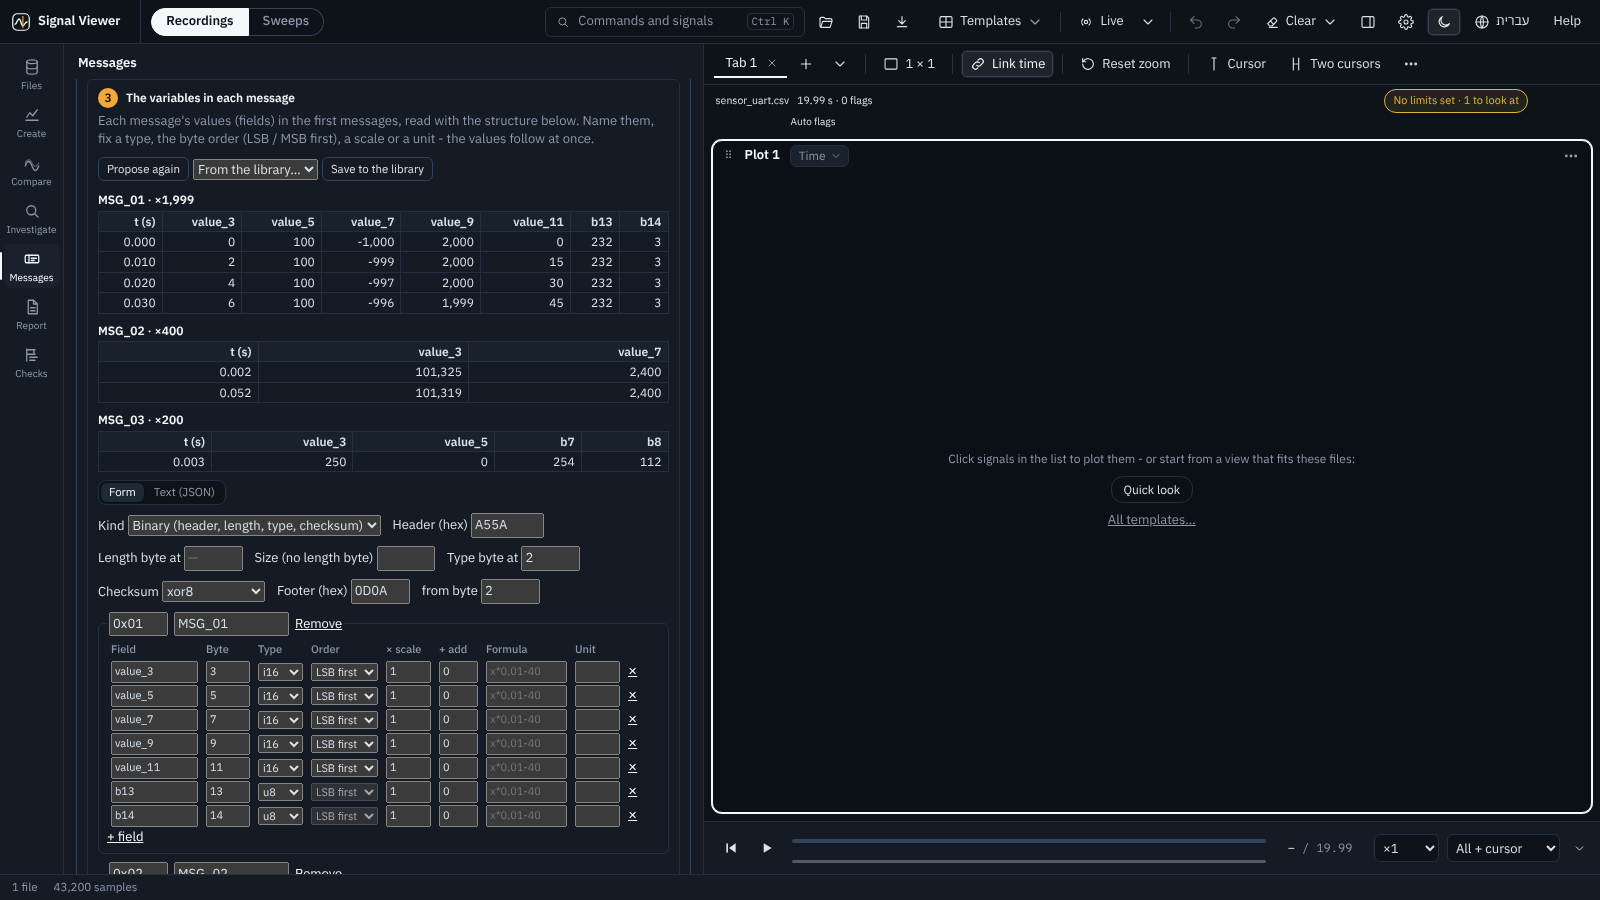 Signal Viewer
Recordings Sweeps
Commands and signals Ctrl K
Templates
Live
Clear
עברית
Help
Files
Create
Compare
Investigate
Messages
Report
Checks
Messages
3 The variables in each message
Each message's values (fields) in the first messages, read with the structure below. Name them,
fix a type, the byte order (LSB / MSB first), a scale or a unit - the values follow at once.
Propose again From the library... Save to the library
MSG_01 · ×1,999
t (s) value_3 value_5 value_7 value_9 value_11 b13 b14
0.000 0 100 -1,000 2,000 0 232 3
0.010 2 100 -999 2,000 15 232 3
0.020 4 100 -997 2,000 30 232 3
0.030 6 100 -996 1,999 45 232 3
MSG_02 · ×400
t (s) value_3 value_7
0.002 101,325 2,400
0.052 101,319 2,400
MSG_03 · ×200
t (s) value_3 value_5 b7 b8
0.003 250 0 254 112
Form Text (JSON)
Kind Binary (header, length, type, checksum) Header (hex) A55A
Length byte at — Size (no length byte) Type byte at 2
Checksum xor8 Footer (hex) 0D0A from byte 2
0x01 MSG_01 Remove
Field Byte Type Order × scale + add Formula Unit
value_3 3 i16 LSB first 1 0 x*0.01-40 ×
value_5 5 i16 LSB first 1 0 x*0.01-40 ×
value_7 7 i16 LSB first 1 0 x*0.01-40 ×
value_9 9 i16 LSB first 1 0 x*0.01-40 ×
value_11 11 i16 LSB first 1 0 x*0.01-40 ×
b13 13 u8 LSB first 1 0 x*0.01-40 ×
b14 14 u8 LSB first 1 0 x*0.01-40 ×
+ field
0x02 MSG_02 Remove
Tab 1 × + 1 × 1 Link time Reset zoom Cursor Two cursors
sensor_uart.csv 19.99 s · 0 flags
No limits set · 1 to look at
Auto flags
Plot 1 Time
Click signals in the list to plot them - or start from a view that fits these files:
Quick look
All templates...
– / 19.99 ×1 All + cursor
1 file 43,200 samples